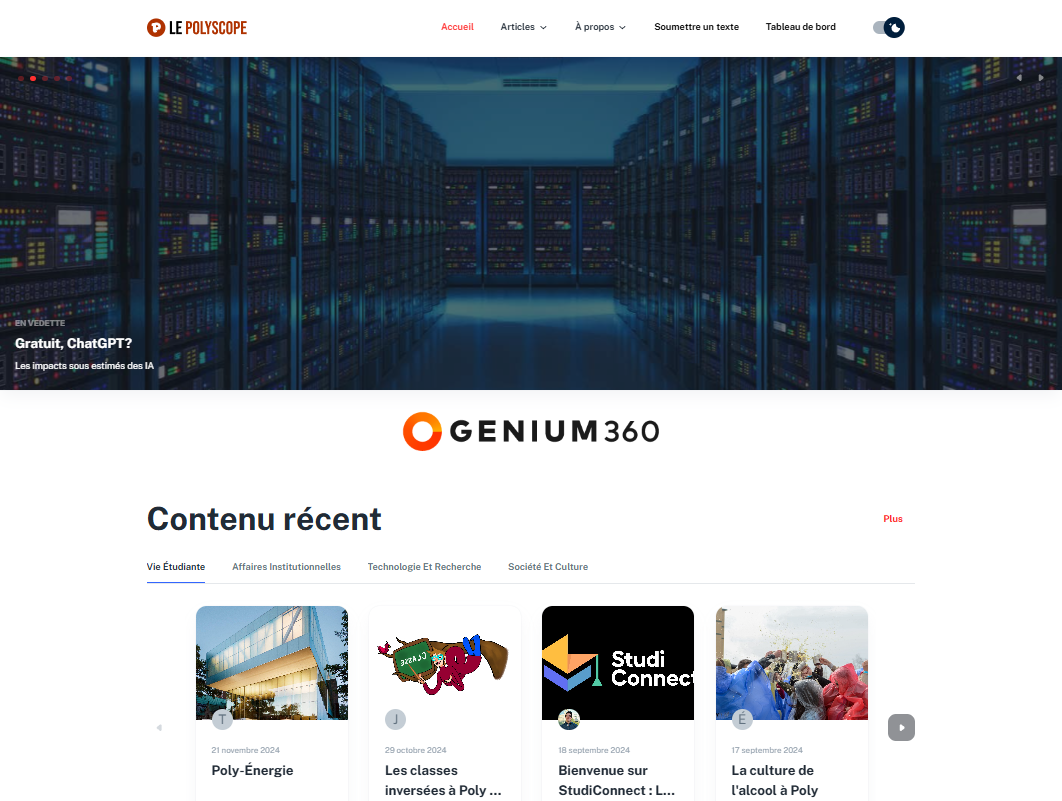 LE POLYSCOPE
Accueil
Articles
À propos
Soumettre un texte
Tableau de bord
EN VEDETTE
Gratuit, ChatGPT?
Les impacts sous estimés des IA
GENIUM360
Contenu récent
Plus
Vie Étudiante
Affaires Institutionnelles
Technologie Et Recherche
Société Et Culture
T
21 novembre 2024
Poly-Énergie
CLASSE
J
29 octobre 2024
Les classes
inversées à Poly ...
Studi
Connect
18 septembre 2024
Bienvenue sur
StudiConnect : L...
É
17 septembre 2024
La culture de
l'alcool à Poly